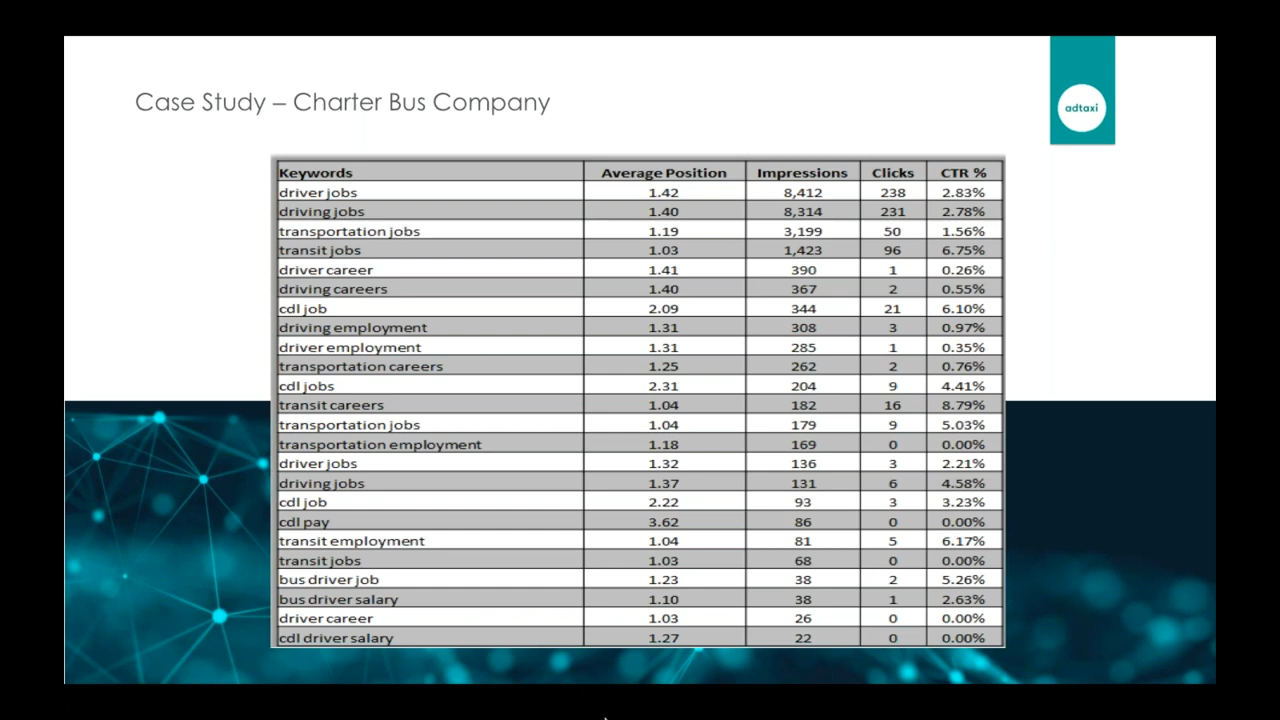 Case Study – Charter Bus Company
adtaxi
Keywords Average Position Impressions Clicks CTR %
driver jobs 1.42 8,412 238 2.83%
driving jobs 1.40 8,314 231 2.78%
transportation jobs 1.19 3,199 50 1.56%
transit jobs 1.03 1,423 96 6.75%
driver career 1.41 390 1 0.26%
driving careers 1.40 367 2 0.55%
cdl job 2.09 344 21 6.10%
driving employment 1.31 308 3 0.97%
driver employment 1.31 285 1 0.35%
transportation careers 1.25 262 2 0.76%
cdl jobs 2.31 204 9 4.41%
transit careers 1.04 182 16 8.79%
transportation jobs 1.04 179 9 5.03%
transportation employment 1.18 169 0 0.00%
driver jobs 1.32 136 3 2.21%
driving jobs 1.37 131 6 4.58%
cdl job 2.22 93 3 3.23%
cdl pay 3.62 86 0 0.00%
transit employment 1.04 81 5 6.17%
transit jobs 1.03 68 0 0.00%
bus driver job 1.23 38 2 5.26%
bus driver salary 1.10 38 1 2.63%
driver career 1.03 26 0 0.00%
cdl driver salary 1.27 22 0 0.00%